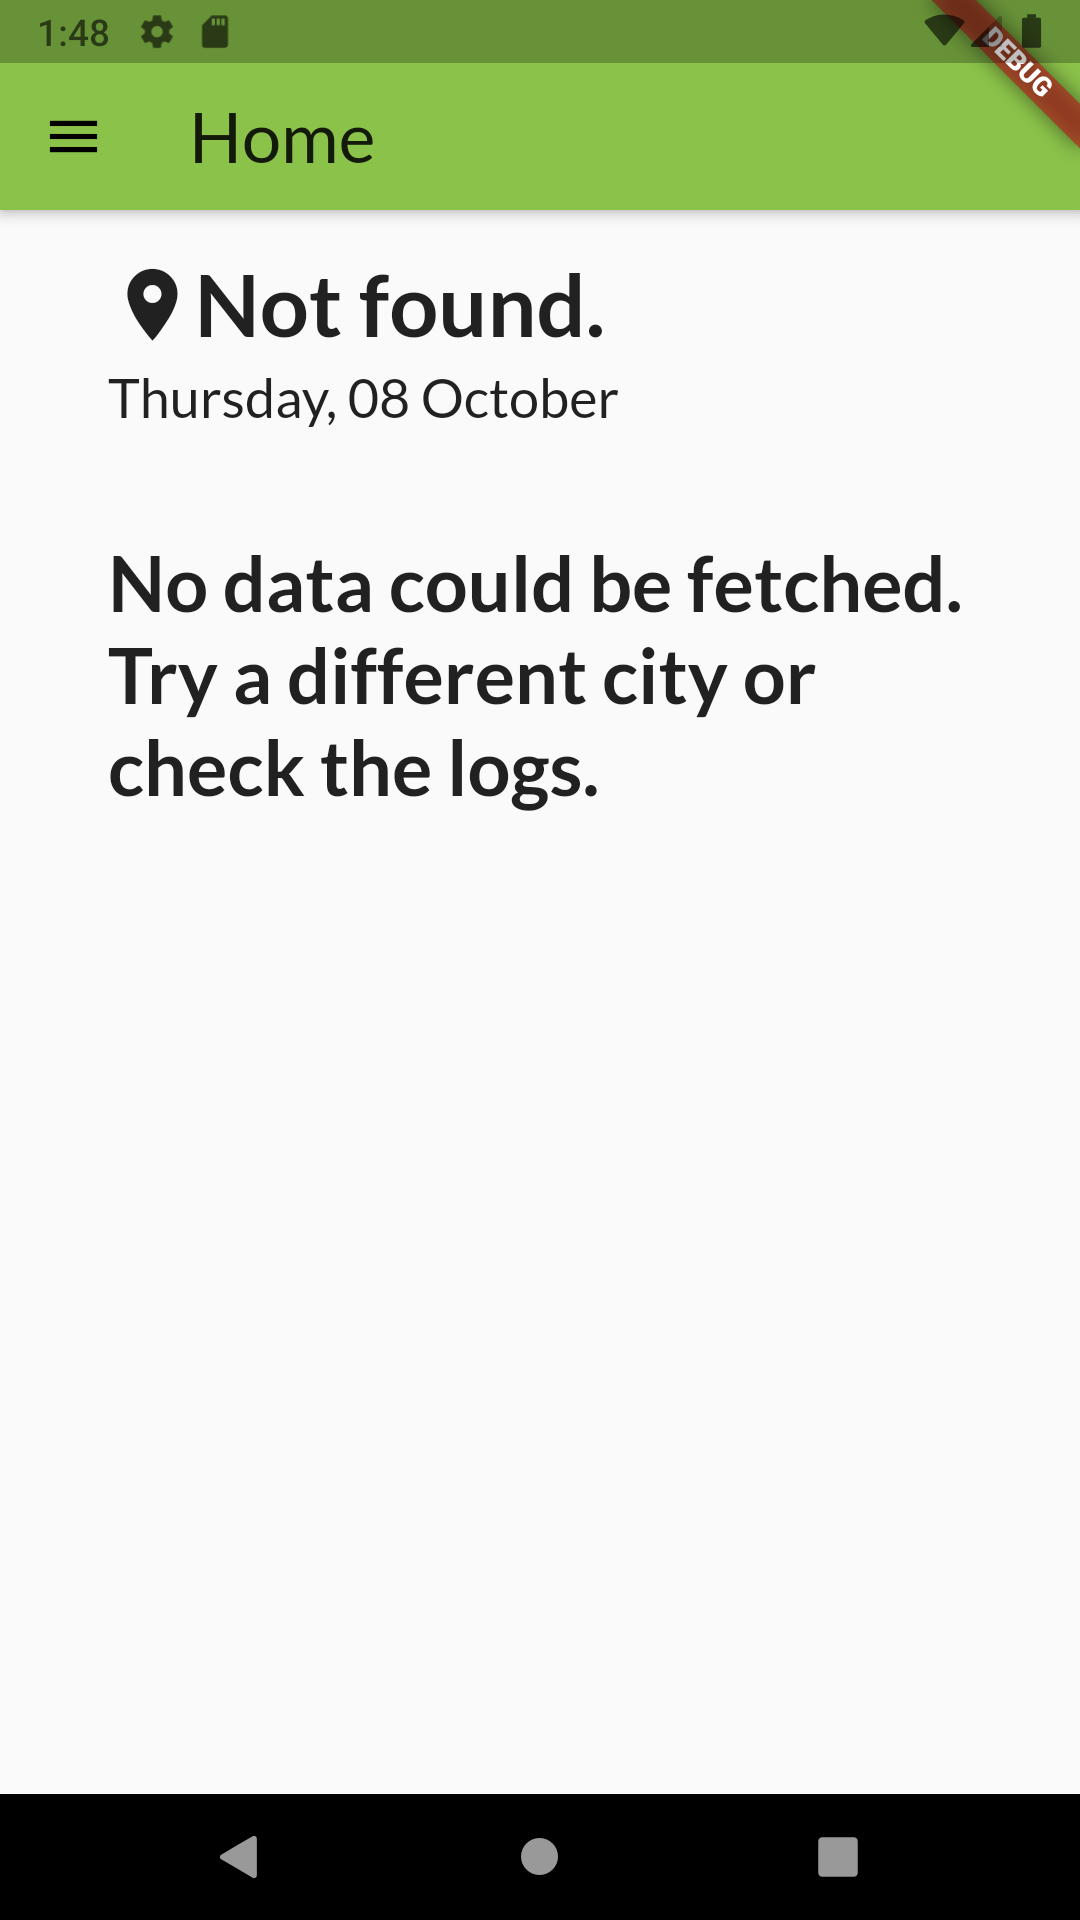 1:48
DEBUG
Home
Not found.
Thursday, 08 October
No data could be fetched.
Try a different city or
check the logs.